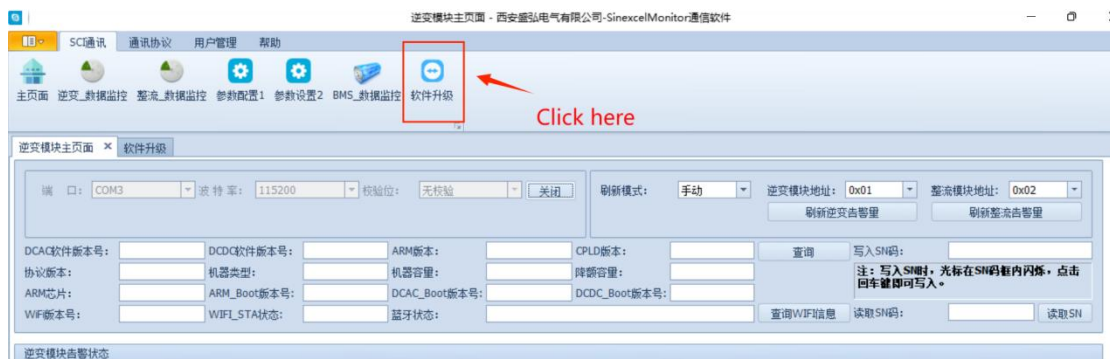 逆变模块主页面 - 西安盛弘电气有限公司-SinexcelMonitor通信软件
SCI通讯 通讯协议 用户管理 帮助
主页面 逆变_数据监控 整流_数据监控 参数配置1 参数设置2 BMS_数据监控 软件升级
Click here
逆变模块主页面 × 软件升级
端 口: COM3 波特率: 115200 校验位: 无校验 关闭 刷新模式: 手动 逆变模块地址: 0x01 整流模块地址: 0x02
刷新逆变告警量 刷新整流告警量
DCAC软件版本号: DCDC软件版本号: ARM版本: CPLD版本: 查询 写入SN码:
协议版本: 机器类型: 机器容量: 降额容量: 注:写入SN时,光标在SN码框内闪烁,点击
回车键即可写入。
ARM芯片: ARM_Boot版本号: DCAC_Boot版本号: DCDC_Boot版本号:
WiFi版本号: WIFI_STA状态: 蓝牙状态: 查询WIFI信息 读取SN码: 读取SN
逆变模块告警状态